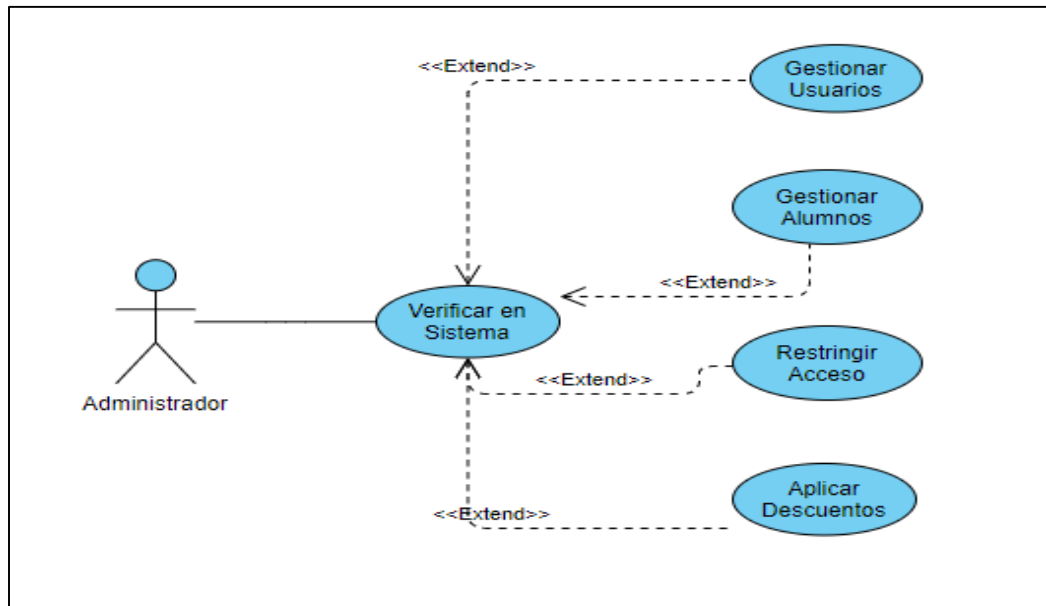 <<Extend>>
Gestionar
Usuarios
Gestionar
Alumnos
<<Extend>>
Verificar en
Sistema
Restringir
Acceso
<<Extend>>
Administrador
Aplicar
Descuentos
<<Extend>>